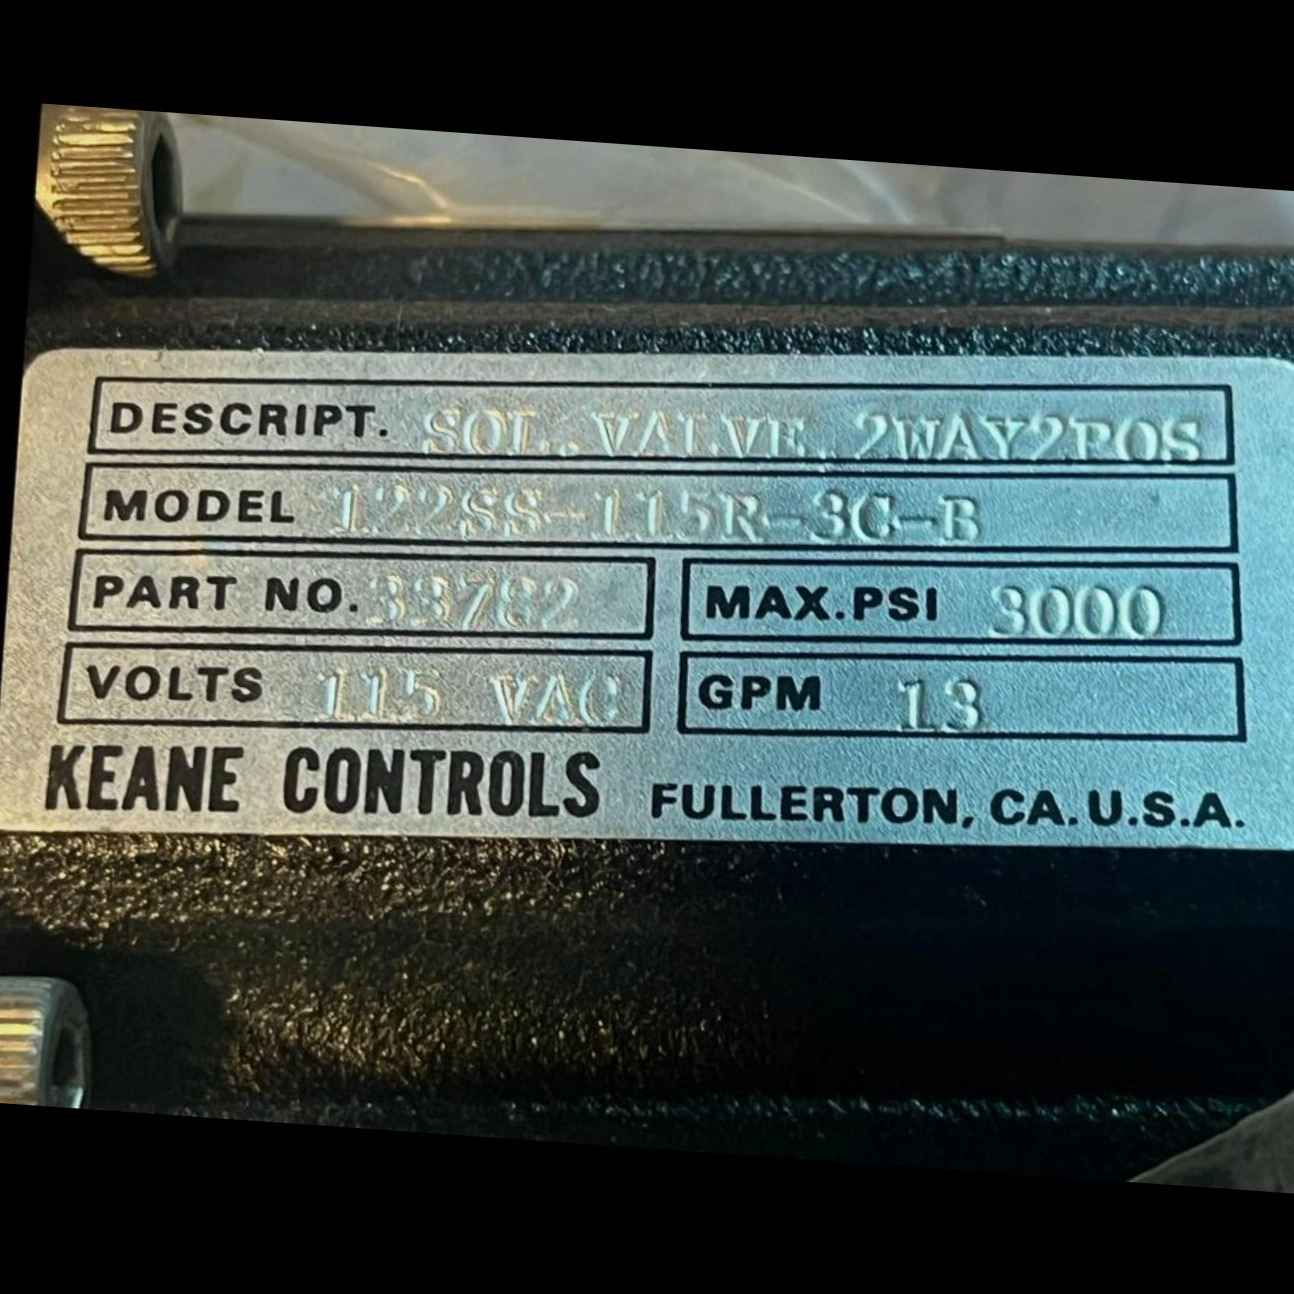 DESCRIPT. SOL. VALVE, 2WAY2POS
MODEL 122SS-115R-3C-B
PART NO. 33782 MAX.PSI 3000
VOLTS 115 VAC GPM 13
KEANE CONTROLS FULLERTON, CA. U.S.A.